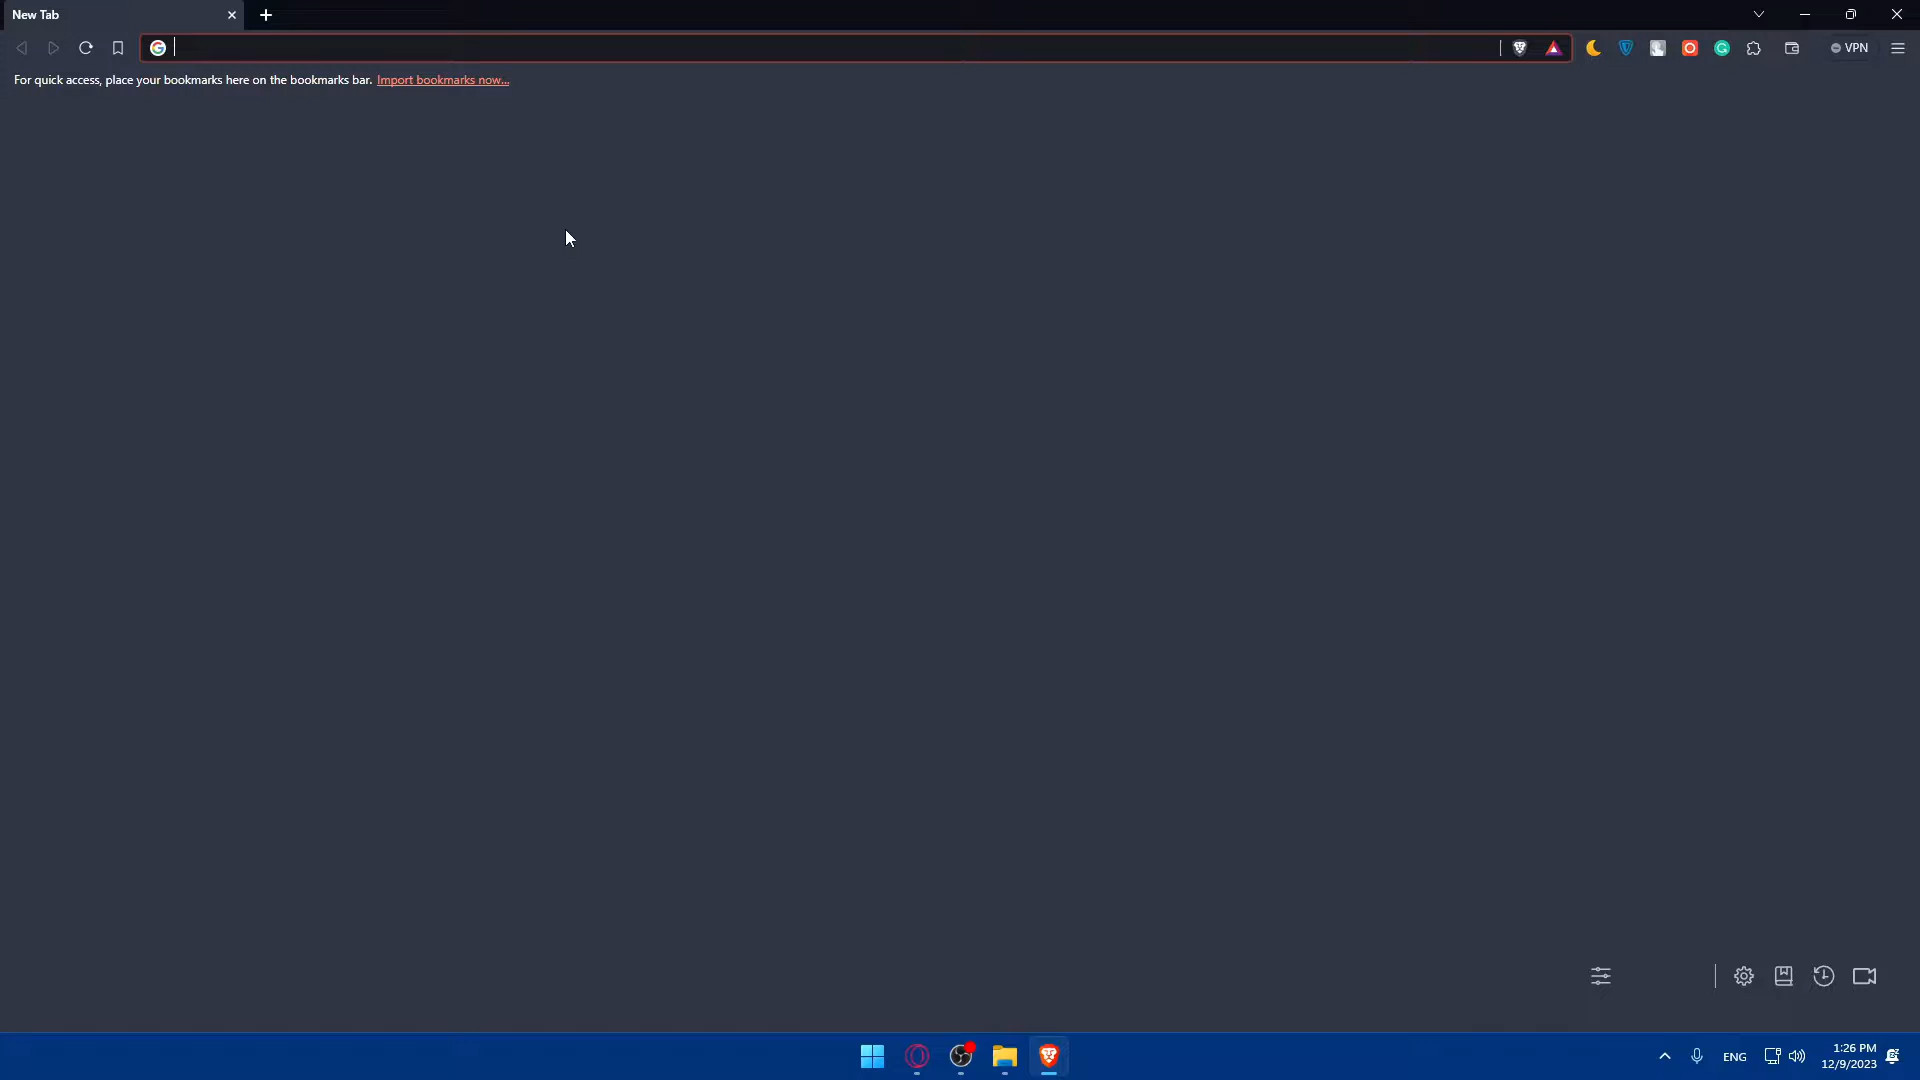 New Tab
For quick access, place your bookmarks here on the bookmarks bar. Import bookmarks now...
VPN
ENG
1:26 PM
12/9/2023